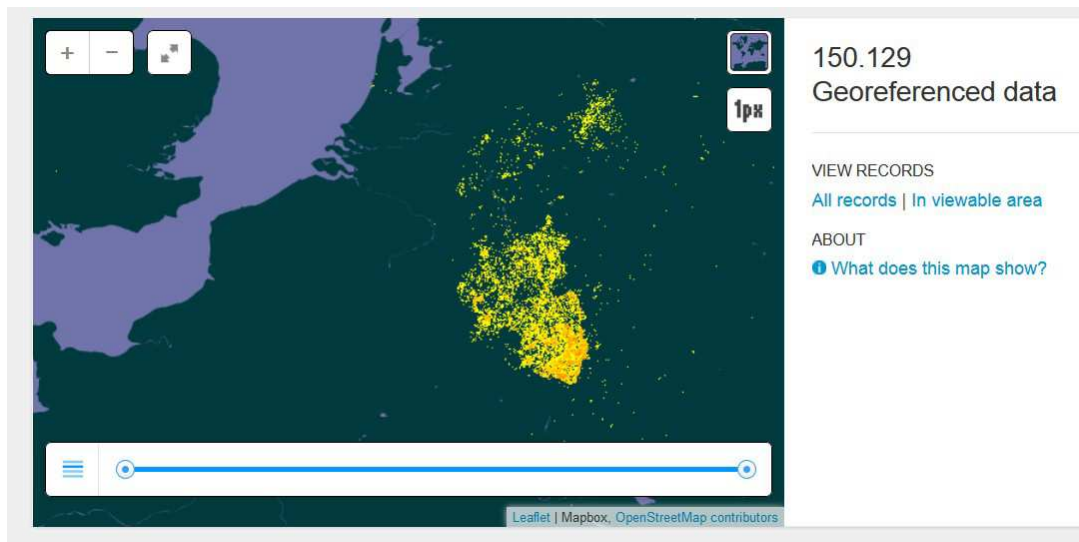 + −
1px
150.129
Georeferenced data
VIEW RECORDS
All records | In viewable area
ABOUT
What does this map show?
Leaflet | Mapbox, OpenStreetMap contributors